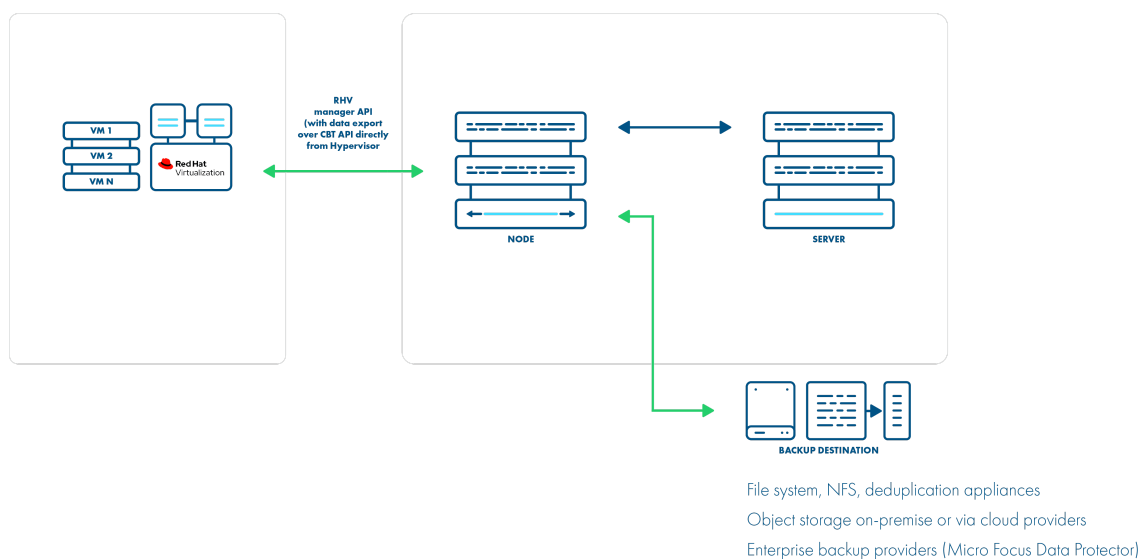 VM 1
VM 2
VM N
Red Hat
Virtualization
RHV
manager API
(with data export
over CBT API directly
from Hypervisor
NODE
SERVER
BACKUP DESTINATION
File system, NFS, deduplication appliances
Object storage on-premise or via cloud providers
Enterprise backup providers (Micro Focus Data Protector)